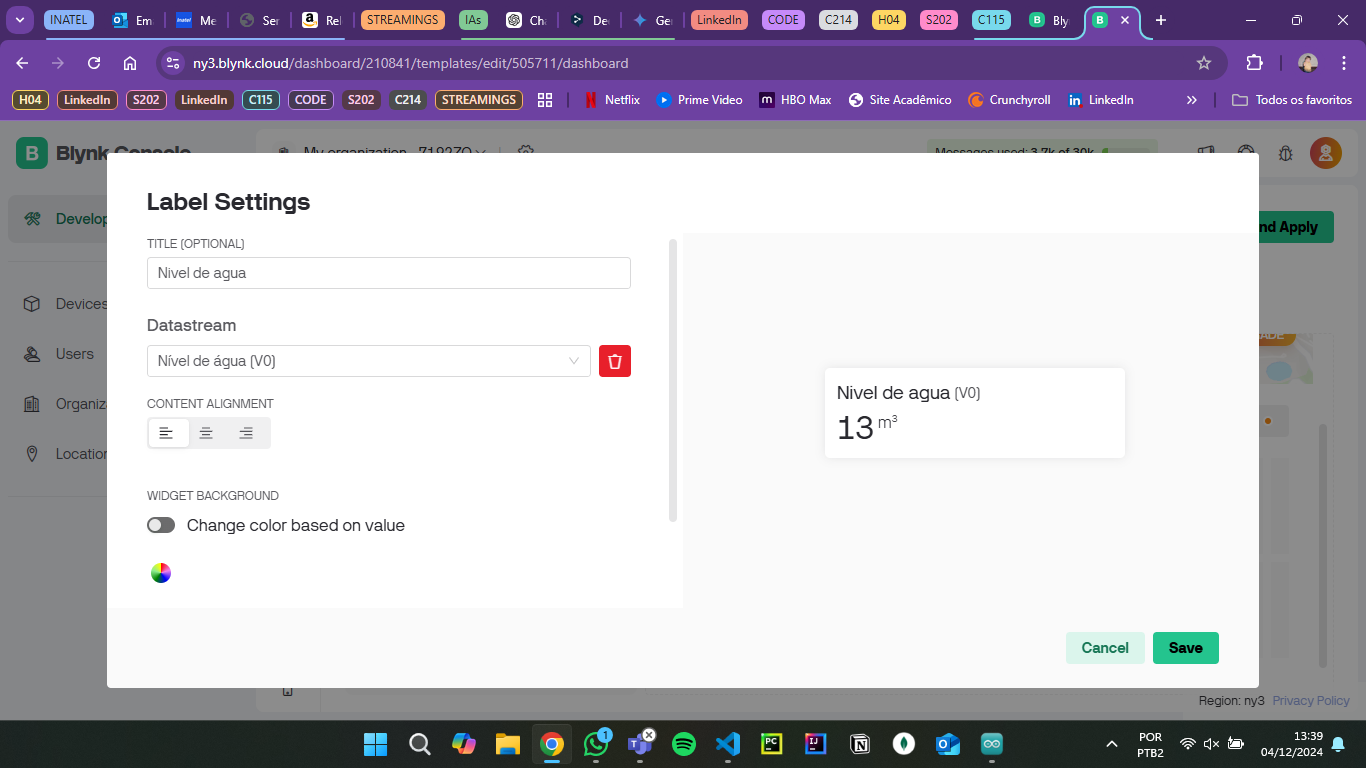 INATEL
Em
Me
Ser
Rel
STREAMINGS
IAs
Ch
De
Ge
LinkedIn
CODE
C214
H04
S202
C115
Bly
ny3.blynk.cloud/dashboard/210841/templates/edit/505711/dashboard
H04
LinkedIn
S202
LinkedIn
C115
CODE
S202
C214
STREAMINGS
Netflix
Prime Video
HBO Max
Site Acadêmico
Crunchyroll
LinkedIn
Todos os favoritos
B Blynk Console
My organization - 7192ZQ
Messages used: 3.7k of 30k
Develop
nd Apply
Devices
Users
Organiz
Location
Label Settings
TITLE (OPTIONAL)
Nivel de agua
Datastream
Nível de água (V0)
CONTENT ALIGNMENT
WIDGET BACKGROUND
Change color based on value
Nivel de agua (V0)
13 m³
Cancel
Save
Region: ny3 Privacy Policy
1
POR
PTB2
13:39
04/12/2024